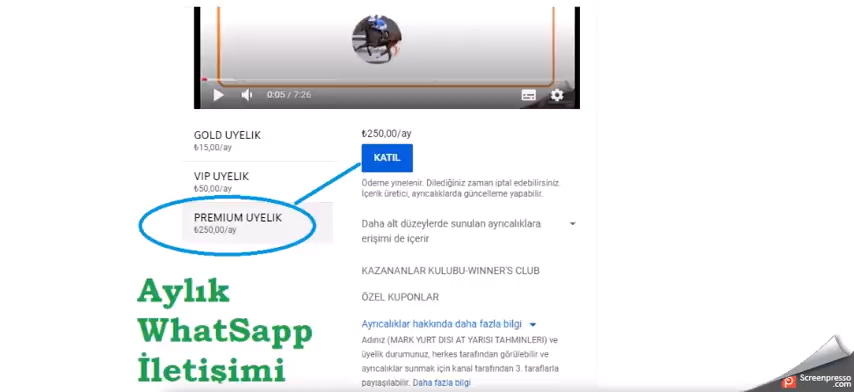 0:05 / 7:26
GOLD UYELIK
₺15,00/ay
VIP UYELIK
₺50,00/ay
PREMIUM UYELIK
₺250,00/ay
₺250,00/ay
KATIL
Ödeme yinelenir. Dilediğiniz zaman iptal edebilirsiniz.
İçerik üretici, ayrıcalıklarda güncelleme yapabilir.
Daha alt düzeylerde sunulan ayrıcalıklara
erişimi de içerir
KAZANANLAR KULUBU-WINNER'S CLUB
ÖZEL KUPONLAR
Ayrıcalıklar hakkında daha fazla bilgi
Adınız (MARK YURT DISI AT YARISI TAHMINLERI) ve
üyelik durumunuz, herkes tarafından görülebilir ve
ayrıcalıklar sunmak için kanal tarafından 3. taraflarla
paylaşılabilir. Daha fazla bilgi
Aylık
WhatSapp
İletişimi
Screenpresso
.com